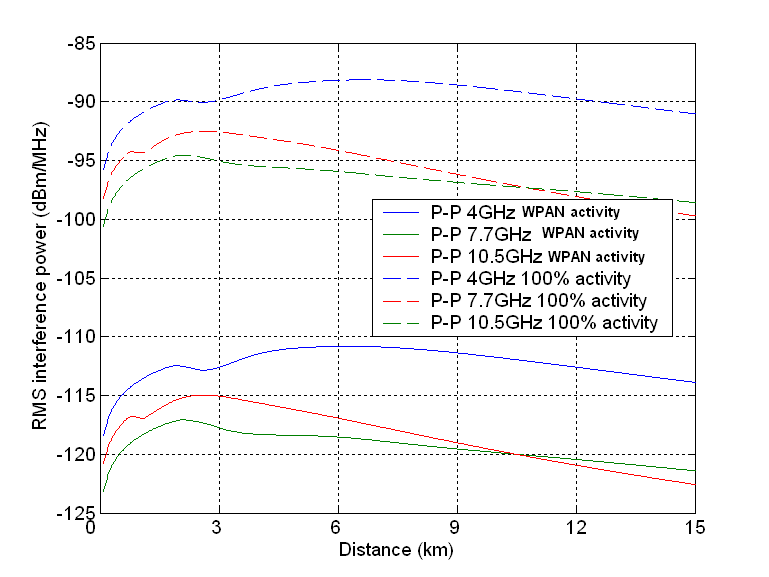 -85
-90
-95
-100
-105
-110
-115
-120
-125
RMS interference power (dBm/MHz)
P-P 4GHz WPAN activity
P-P 7.7GHz WPAN activity
P-P 10.5GHz WPAN activity
P-P 4GHz 100% activity
P-P 7.7GHz 100% activity
P-P 10.5GHz 100% activity
0 3 6 9 12 15
Distance (km)